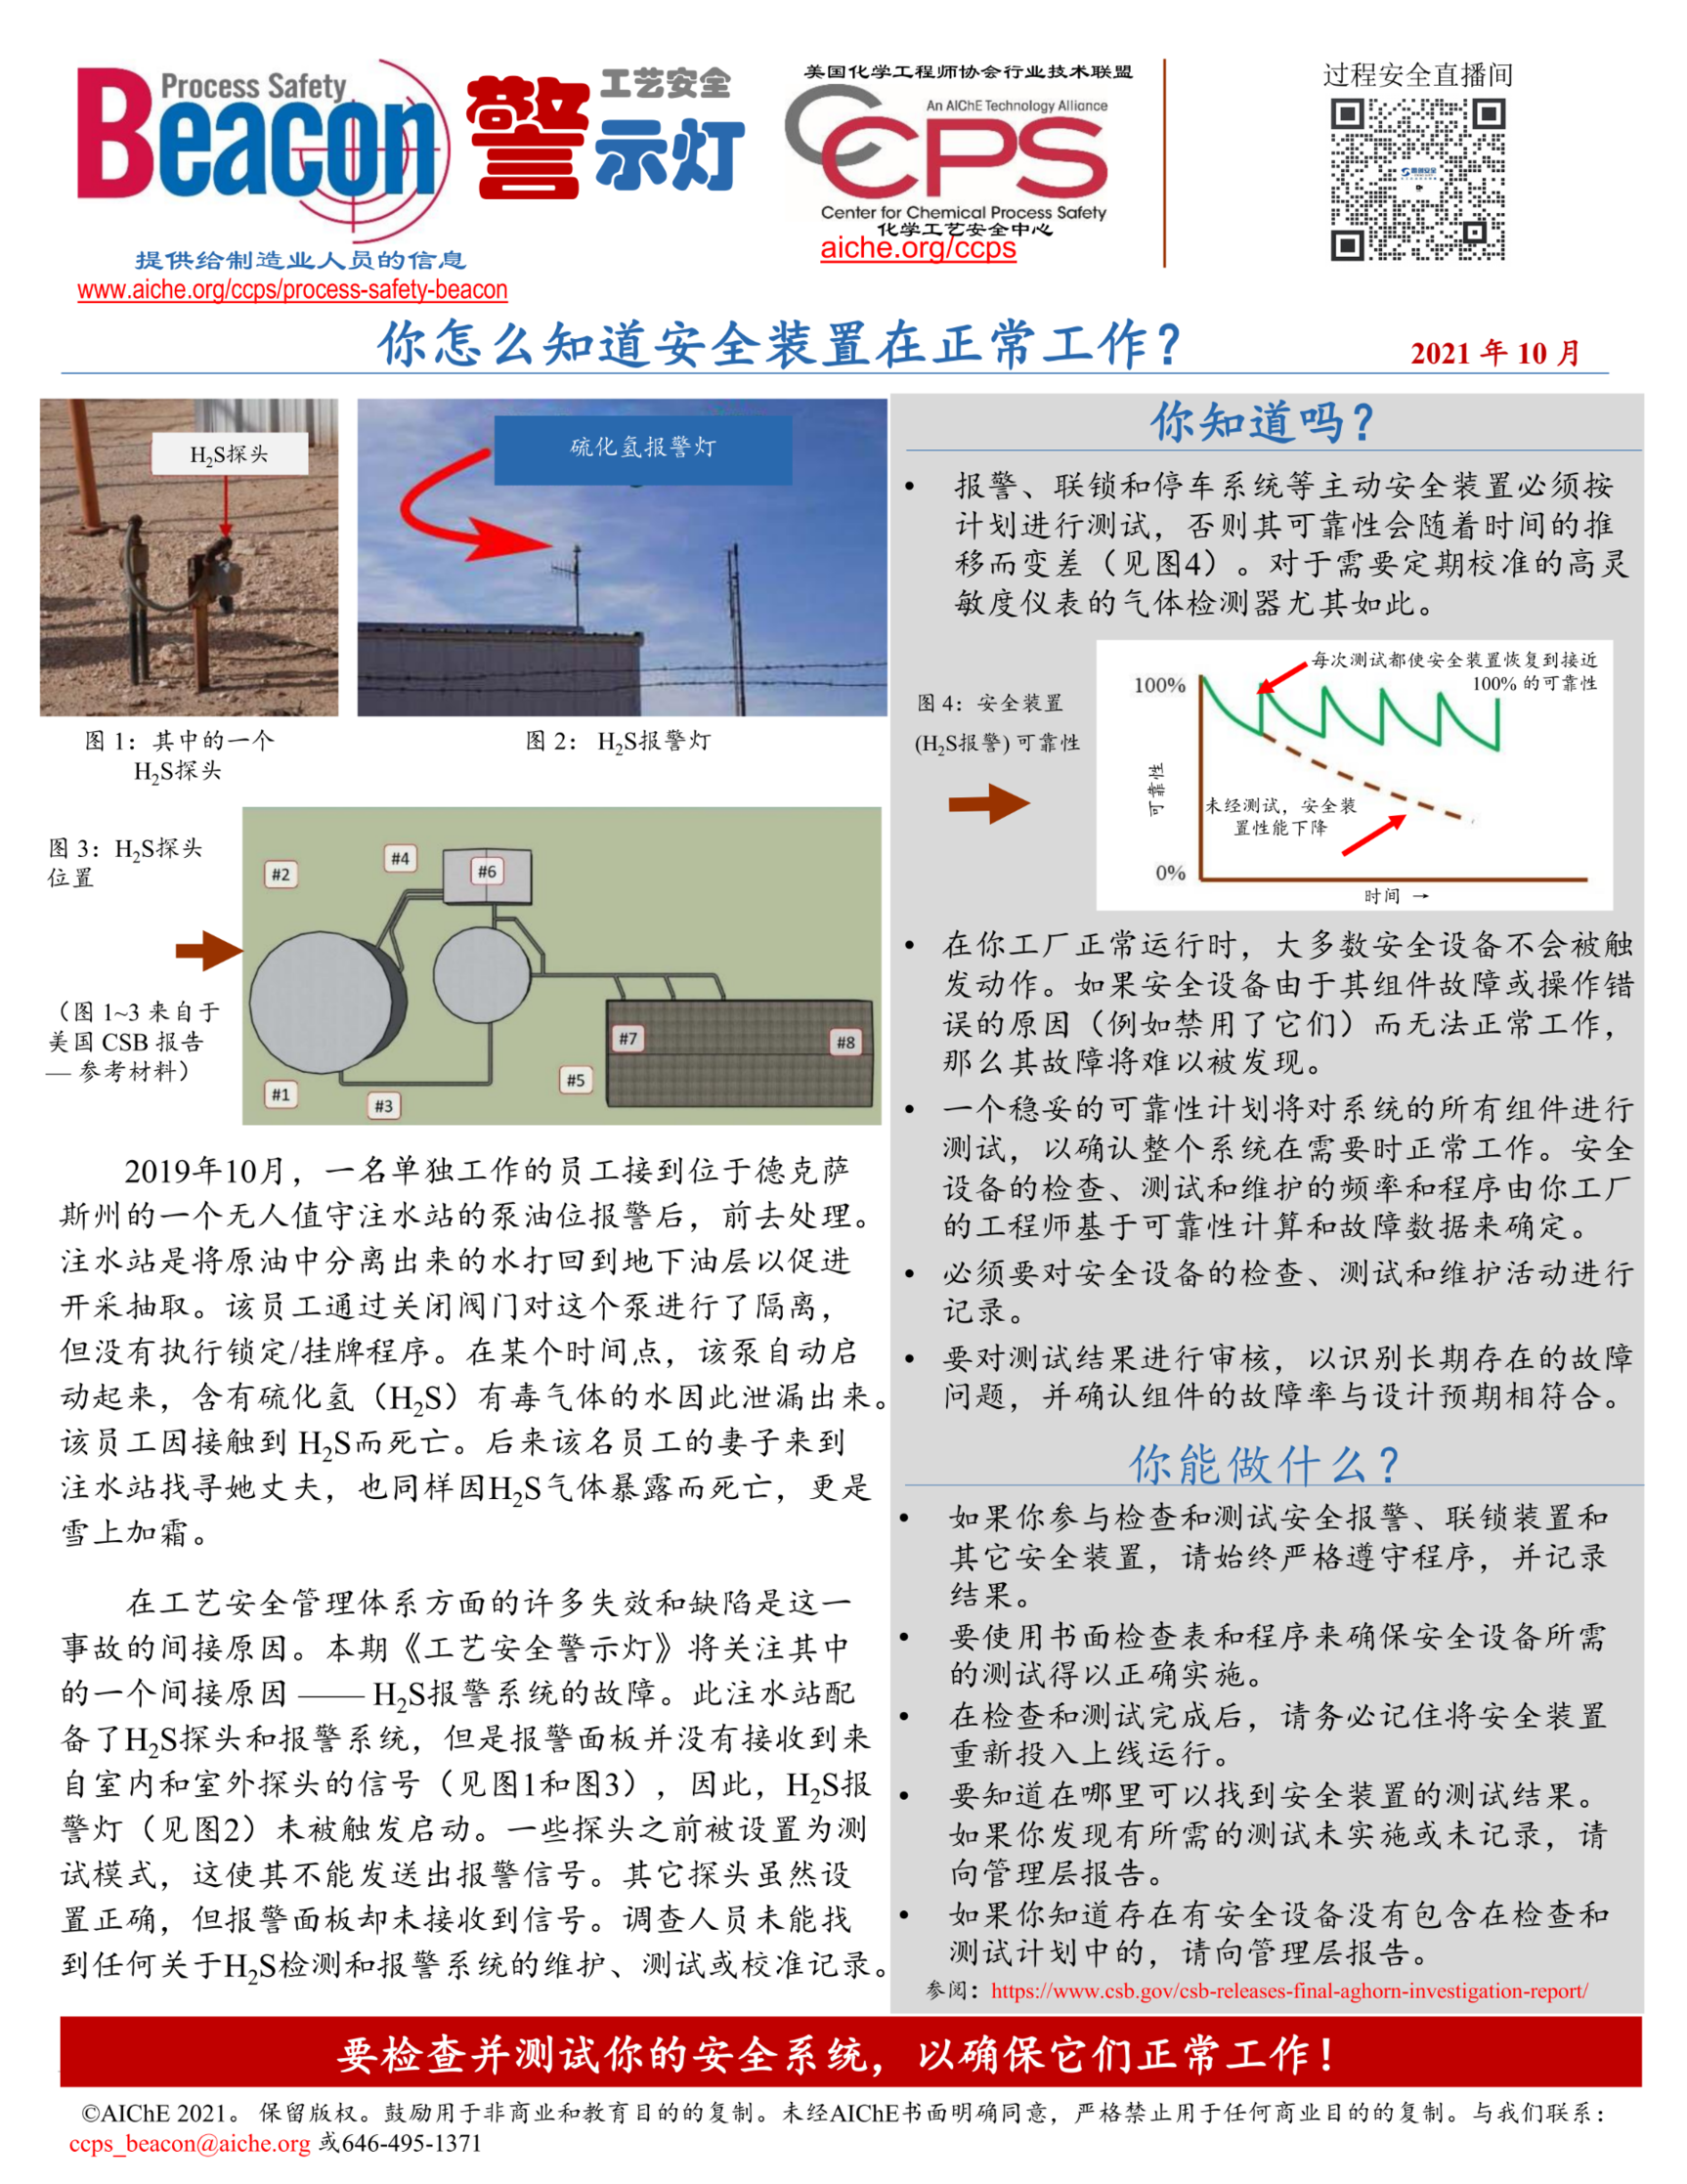 Process Safety
Beacon
工艺安全
警示灯
提供给制造业人员的信息
www.aiche.org/ccps/process-safety-beacon
美国化学工程师协会行业技术联盟
An AIChE Technology Alliance
CCPS
Center for Chemical Process Safety
化学工艺安全中心
aiche.org/ccps
过程安全直播间
你怎么知道安全装置在正常工作？
2021 年 10 月
H₂S探头
硫化氢报警灯
图 1：其中的一个
H₂S探头
图 2： H₂S报警灯
图 3：H₂S探头
位置
（图 1~3 来自于
美国 CSB 报告
— 参考材料）
#2
#4
#6
#7
#8
#5
#1
#3
2019年10月，一名单独工作的员工接到位于德克萨
斯州的一个无人值守注水站的泵油位报警后，前去处理。
注水站是将原油中分离出来的水打回到地下油层以促进
开采抽取。该员工通过关闭阀门对这个泵进行了隔离，
但没有执行锁定/挂牌程序。在某个时间点，该泵自动启
动起来，含有硫化氢（H₂S）有毒气体的水因此泄漏出来。
该员工因接触到 H₂S而死亡。后来该名员工的妻子来到
注水站找寻她丈夫，也同样因H₂S气体暴露而死亡，更是
雪上加霜。
在工艺安全管理体系方面的许多失效和缺陷是这一
事故的间接原因。本期《工艺安全警示灯》将关注其中
的一个间接原因 —— H₂S报警系统的故障。此注水站配
备了H₂S探头和报警系统，但是报警面板并没有接收到来
自室内和室外探头的信号（见图1和图3），因此，H₂S报
警灯（见图2）未被触发启动。一些探头之前被设置为测
试模式，这使其不能发送出报警信号。其它探头虽然设
置正确，但报警面板却未接收到信号。调查人员未能找
到任何关于H₂S检测和报警系统的维护、测试或校准记录。
你知道吗？
• 报警、联锁和停车系统等主动安全装置必须按
计划进行测试，否则其可靠性会随着时间的推
移而变差（见图4）。对于需要定期校准的高灵
敏度仪表的气体检测器尤其如此。
图 4：安全装置
(H₂S报警) 可靠性
每次测试都使安全装置恢复到接近
100% 的可靠性
100%
可靠性
未经测试，安全装
置性能下降
0%
时间 →
• 在你工厂正常运行时，大多数安全设备不会被触
发动作。如果安全设备由于其组件故障或操作错
误的原因（例如禁用了它们）而无法正常工作，
那么其故障将难以被发现。
• 一个稳妥的可靠性计划将对系统的所有组件进行
测试，以确认整个系统在需要时正常工作。安全
设备的检查、测试和维护的频率和程序由你工厂
的工程师基于可靠性计算和故障数据来确定。
• 必须要对安全设备的检查、测试和维护活动进行
记录。
• 要对测试结果进行审核，以识别长期存在的故障
问题，并确认组件的故障率与设计预期相符合。
你能做什么？
• 如果你参与检查和测试安全报警、联锁装置和
其它安全装置，请始终严格遵守程序，并记录
结果。
• 要使用书面检查表和程序来确保安全设备所需
的测试得以正确实施。
• 在检查和测试完成后，请务必记住将安全装置
重新投入上线运行。
• 要知道在哪里可以找到安全装置的测试结果。
如果你发现有所需的测试未实施或未记录，请
向管理层报告。
• 如果你知道存在有安全设备没有包含在检查和
测试计划中的，请向管理层报告。
参阅：https://www.csb.gov/csb-releases-final-aghorn-investigation-report/
要检查并测试你的安全系统，以确保它们正常工作！
©AIChE 2021。 保留版权。鼓励用于非商业和教育目的的复制。未经AIChE书面明确同意，严格禁止用于任何商业目的的复制。与我们联系：
ccps_beacon@aiche.org 或646-495-1371